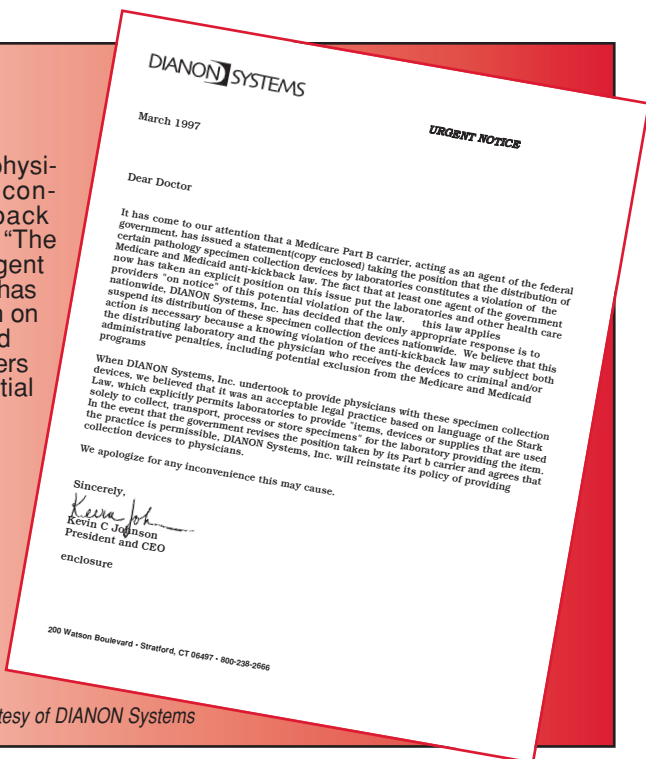 physi-
con-
back
“The
gent
has
n on
d
ers
tial
DIANON SYSTEMS
March 1997
URGENT NOTICE
Dear Doctor
It has come to our attention that a Medicare Part B carrier, acting as an agent of the federal
government, has issued a statement(copy enclosed) taking the position that the distribution of
certain pathology specimen collection devices by laboratories constitutes a violation of the
Medicare and Medicaid anti-kickback law. The fact that at least one agent of the government
now has taken an explicit position on this issue put the laboratories and other health care
providers "on notice" of this potential violation of the law. this law applies
nationwide, DIANON Systems, Inc. has decided that the only appropriate response is to
suspend its distribution of these specimen collection devices nationwide. We believe that this
action is necessary because a knowing violation of the anti-kickback law may subject both
the distributing laboratory and the physician who receives the devices to criminal and/or
administrative penalties, including potential exclusion from the Medicare and Medicaid
programs
When DIANON Systems, Inc. undertook to provide physicians with these specimen collection
devices, we believed that it was an acceptable legal practice based on language of the Stark
Law, which explicitly permits laboratories to provide "items, devices or supplies that are used
solely to collect, transport, process or store specimens" for the laboratory providing the item.
In the event that the government revises the position taken by its Part b carrier and agrees that
the practice is permissible, DIANON Systems, Inc. will reinstate its policy of providing
collection devices to physicians.
We apologize for any inconvenience this may cause.
Sincerely,
Kevin Joh
Kevin C Johnson
President and CEO
enclosure
200 Watson Boulevard • Stratford, CT 06497 • 800-238-2666
tesy of DIANON Systems